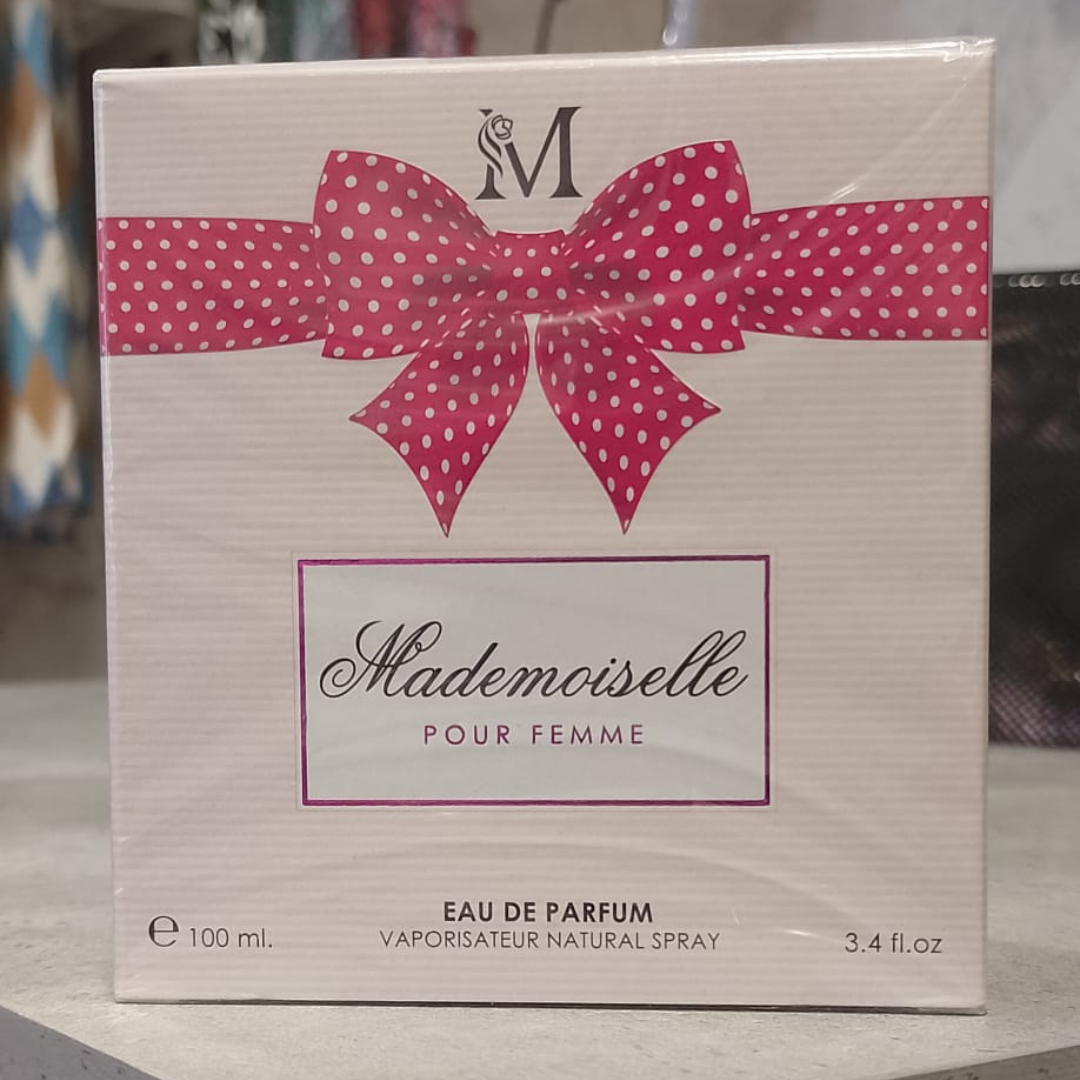 M
Mademoiselle
POUR FEMME
EAU DE PARFUM
VAPORISATEUR NATURAL SPRAY
℮ 100 ml.
3.4 fl.oz